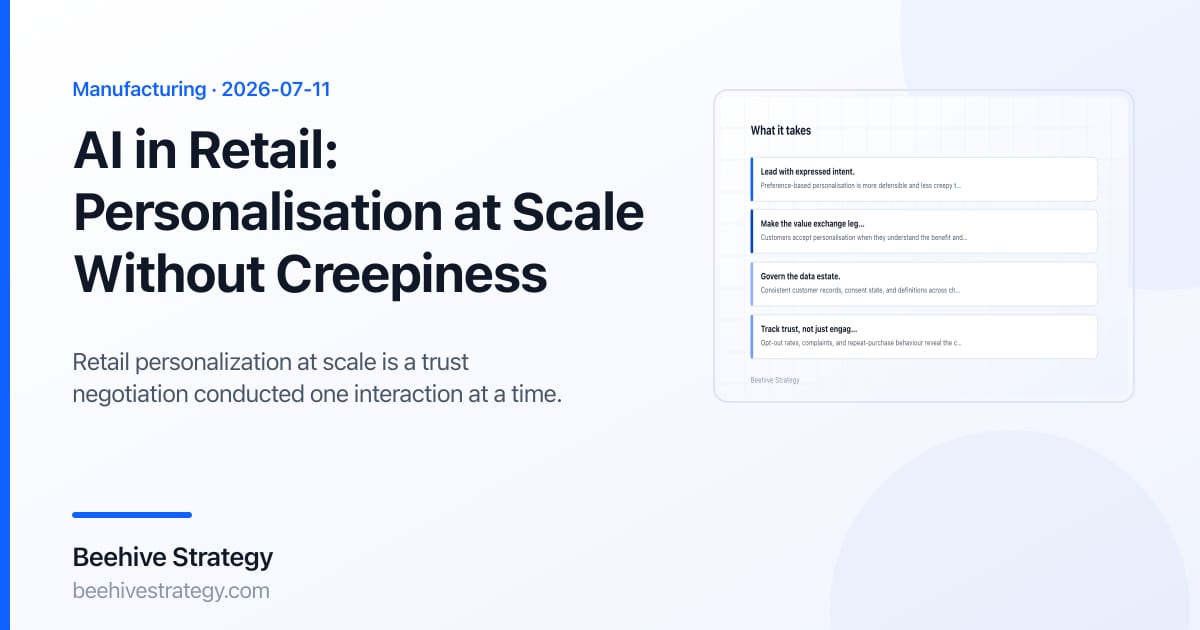 Manufacturing · 2026-07-11
AI in Retail:
Personalisation at Scale
Without Creepiness
Retail personalization at scale is a trust
negotiation conducted one interaction at a time.
Beehive Strategy
beehivestrategy.com
What it takes
Lead with expressed intent.
Preference-based personalisation is more defensible and less creepy t...
Make the value exchange leg...
Customers accept personalisation when they understand the benefit and...
Govern the data estate.
Consistent customer records, consent state, and definitions across ch...
Track trust, not just engag...
Opt-out rates, complaints, and repeat-purchase behaviour reveal the c...
Beehive Strategy